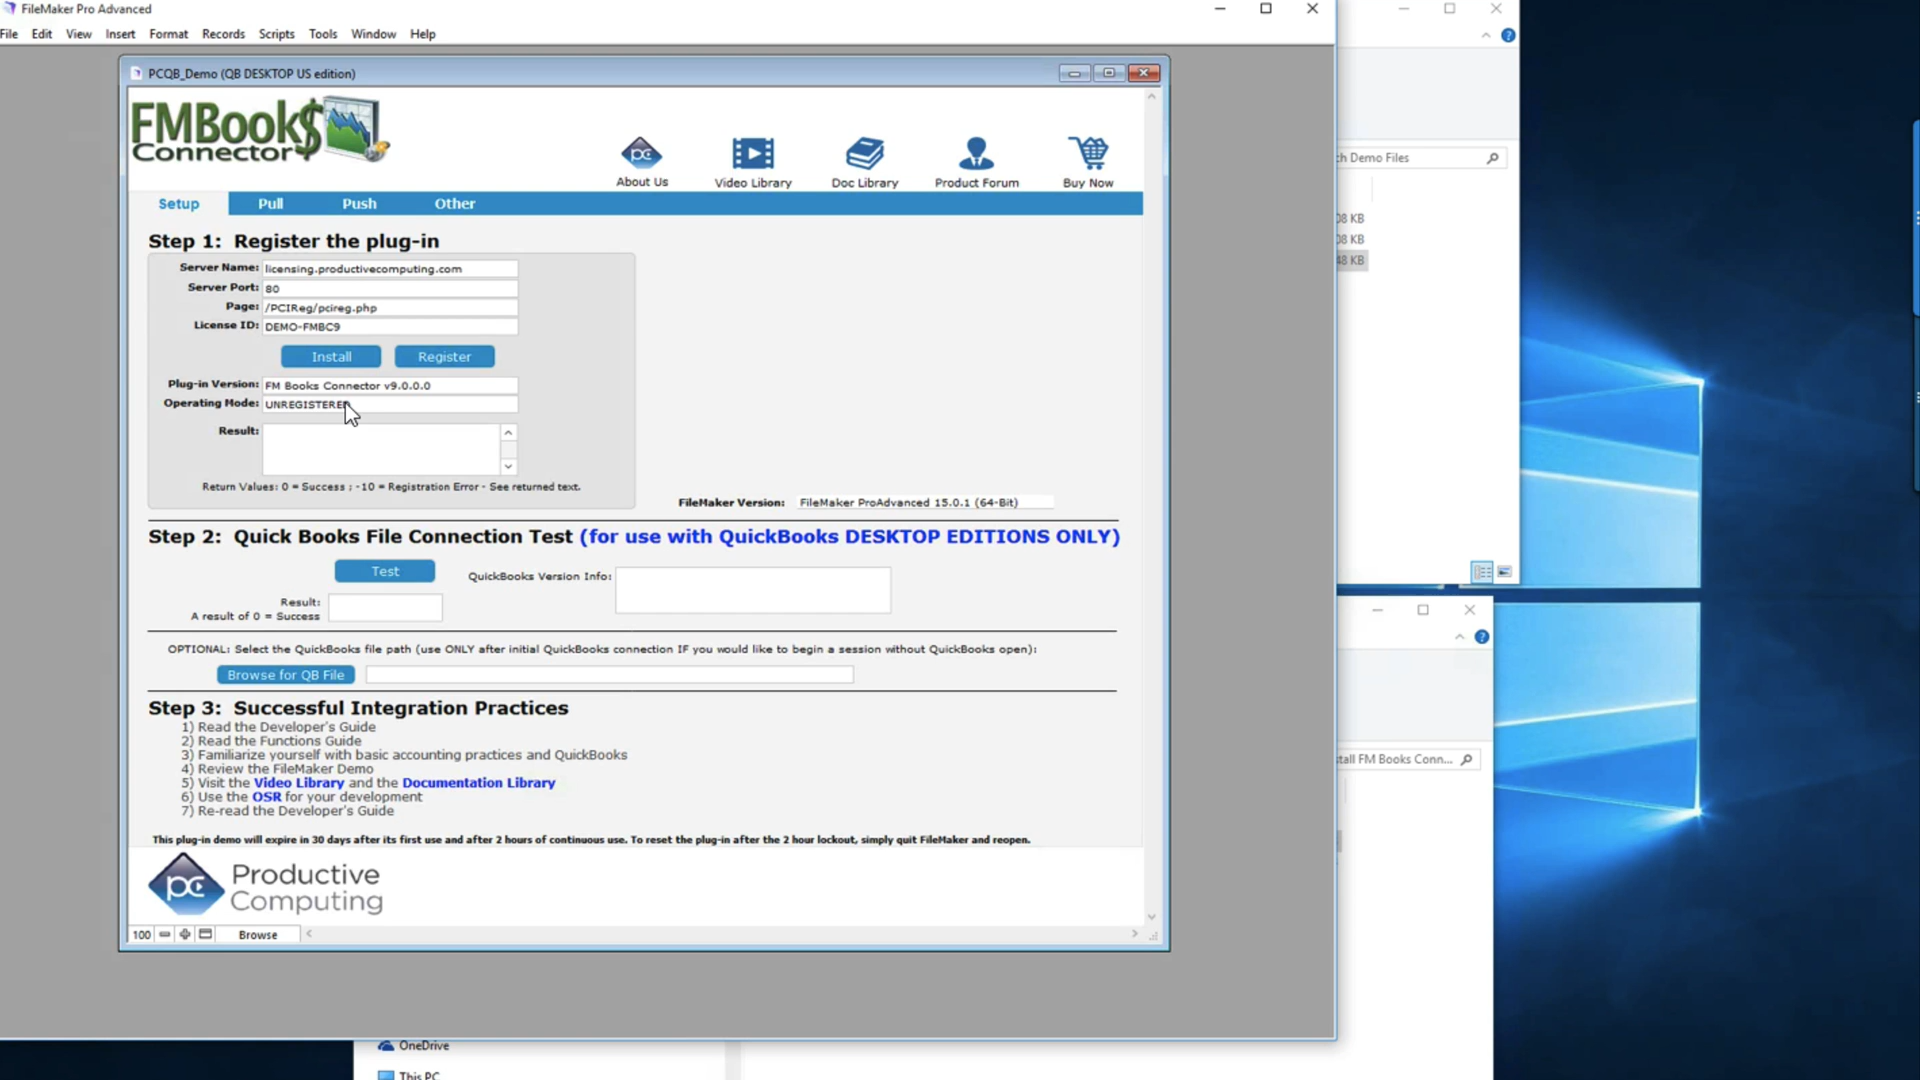 FileMaker Pro Advanced
File Edit View Insert Format Records Scripts Tools Window Help
PCQB_Demo (QB DESKTOP US edition)
FMBook$
Connector
About Us
Video Library
Doc Library
Product Forum
Buy Now
Setup Pull Push Other
Step 1: Register the plug-in
Server Name: licensing.productivecomputing.com
Server Port: 80
Page: /PCIReg/pcireg.php
License ID: DEMO-FMBC9
Install Register
Plug-in Version: FM Books Connector v9.0.0.0
Operating Mode: UNREGISTERED
Result:
Return Values: 0 = Success ; -10 = Registration Error - See returned text.
FileMaker Version: FileMaker ProAdvanced 15.0.1 (64-Bit)
Step 2: Quick Books File Connection Test (for use with QuickBooks DESKTOP EDITIONS ONLY)
Test
QuickBooks Version Info:
Result:
A result of 0 = Success
OPTIONAL: Select the QuickBooks file path (use ONLY after initial QuickBooks connection IF you would like to begin a session without QuickBooks open):
Browse for QB File
Step 3: Successful Integration Practices
1) Read the Developer's Guide
2) Read the Functions Guide
3) Familiarize yourself with basic accounting practices and QuickBooks
4) Review the FileMaker Demo
5) Visit the Video Library and the Documentation Library
6) Use the OSR for your development
7) Re-read the Developer's Guide
This plug-in demo will expire in 30 days after its first use and after 2 hours of continuous use. To reset the plug-in after the 2 hour lockout, simply quit FileMaker and reopen.
pc Productive
Computing
100 Browse
ch Demo Files
08 KB
08 KB
48 KB
stall FM Books Conn...
OneDrive
This PC